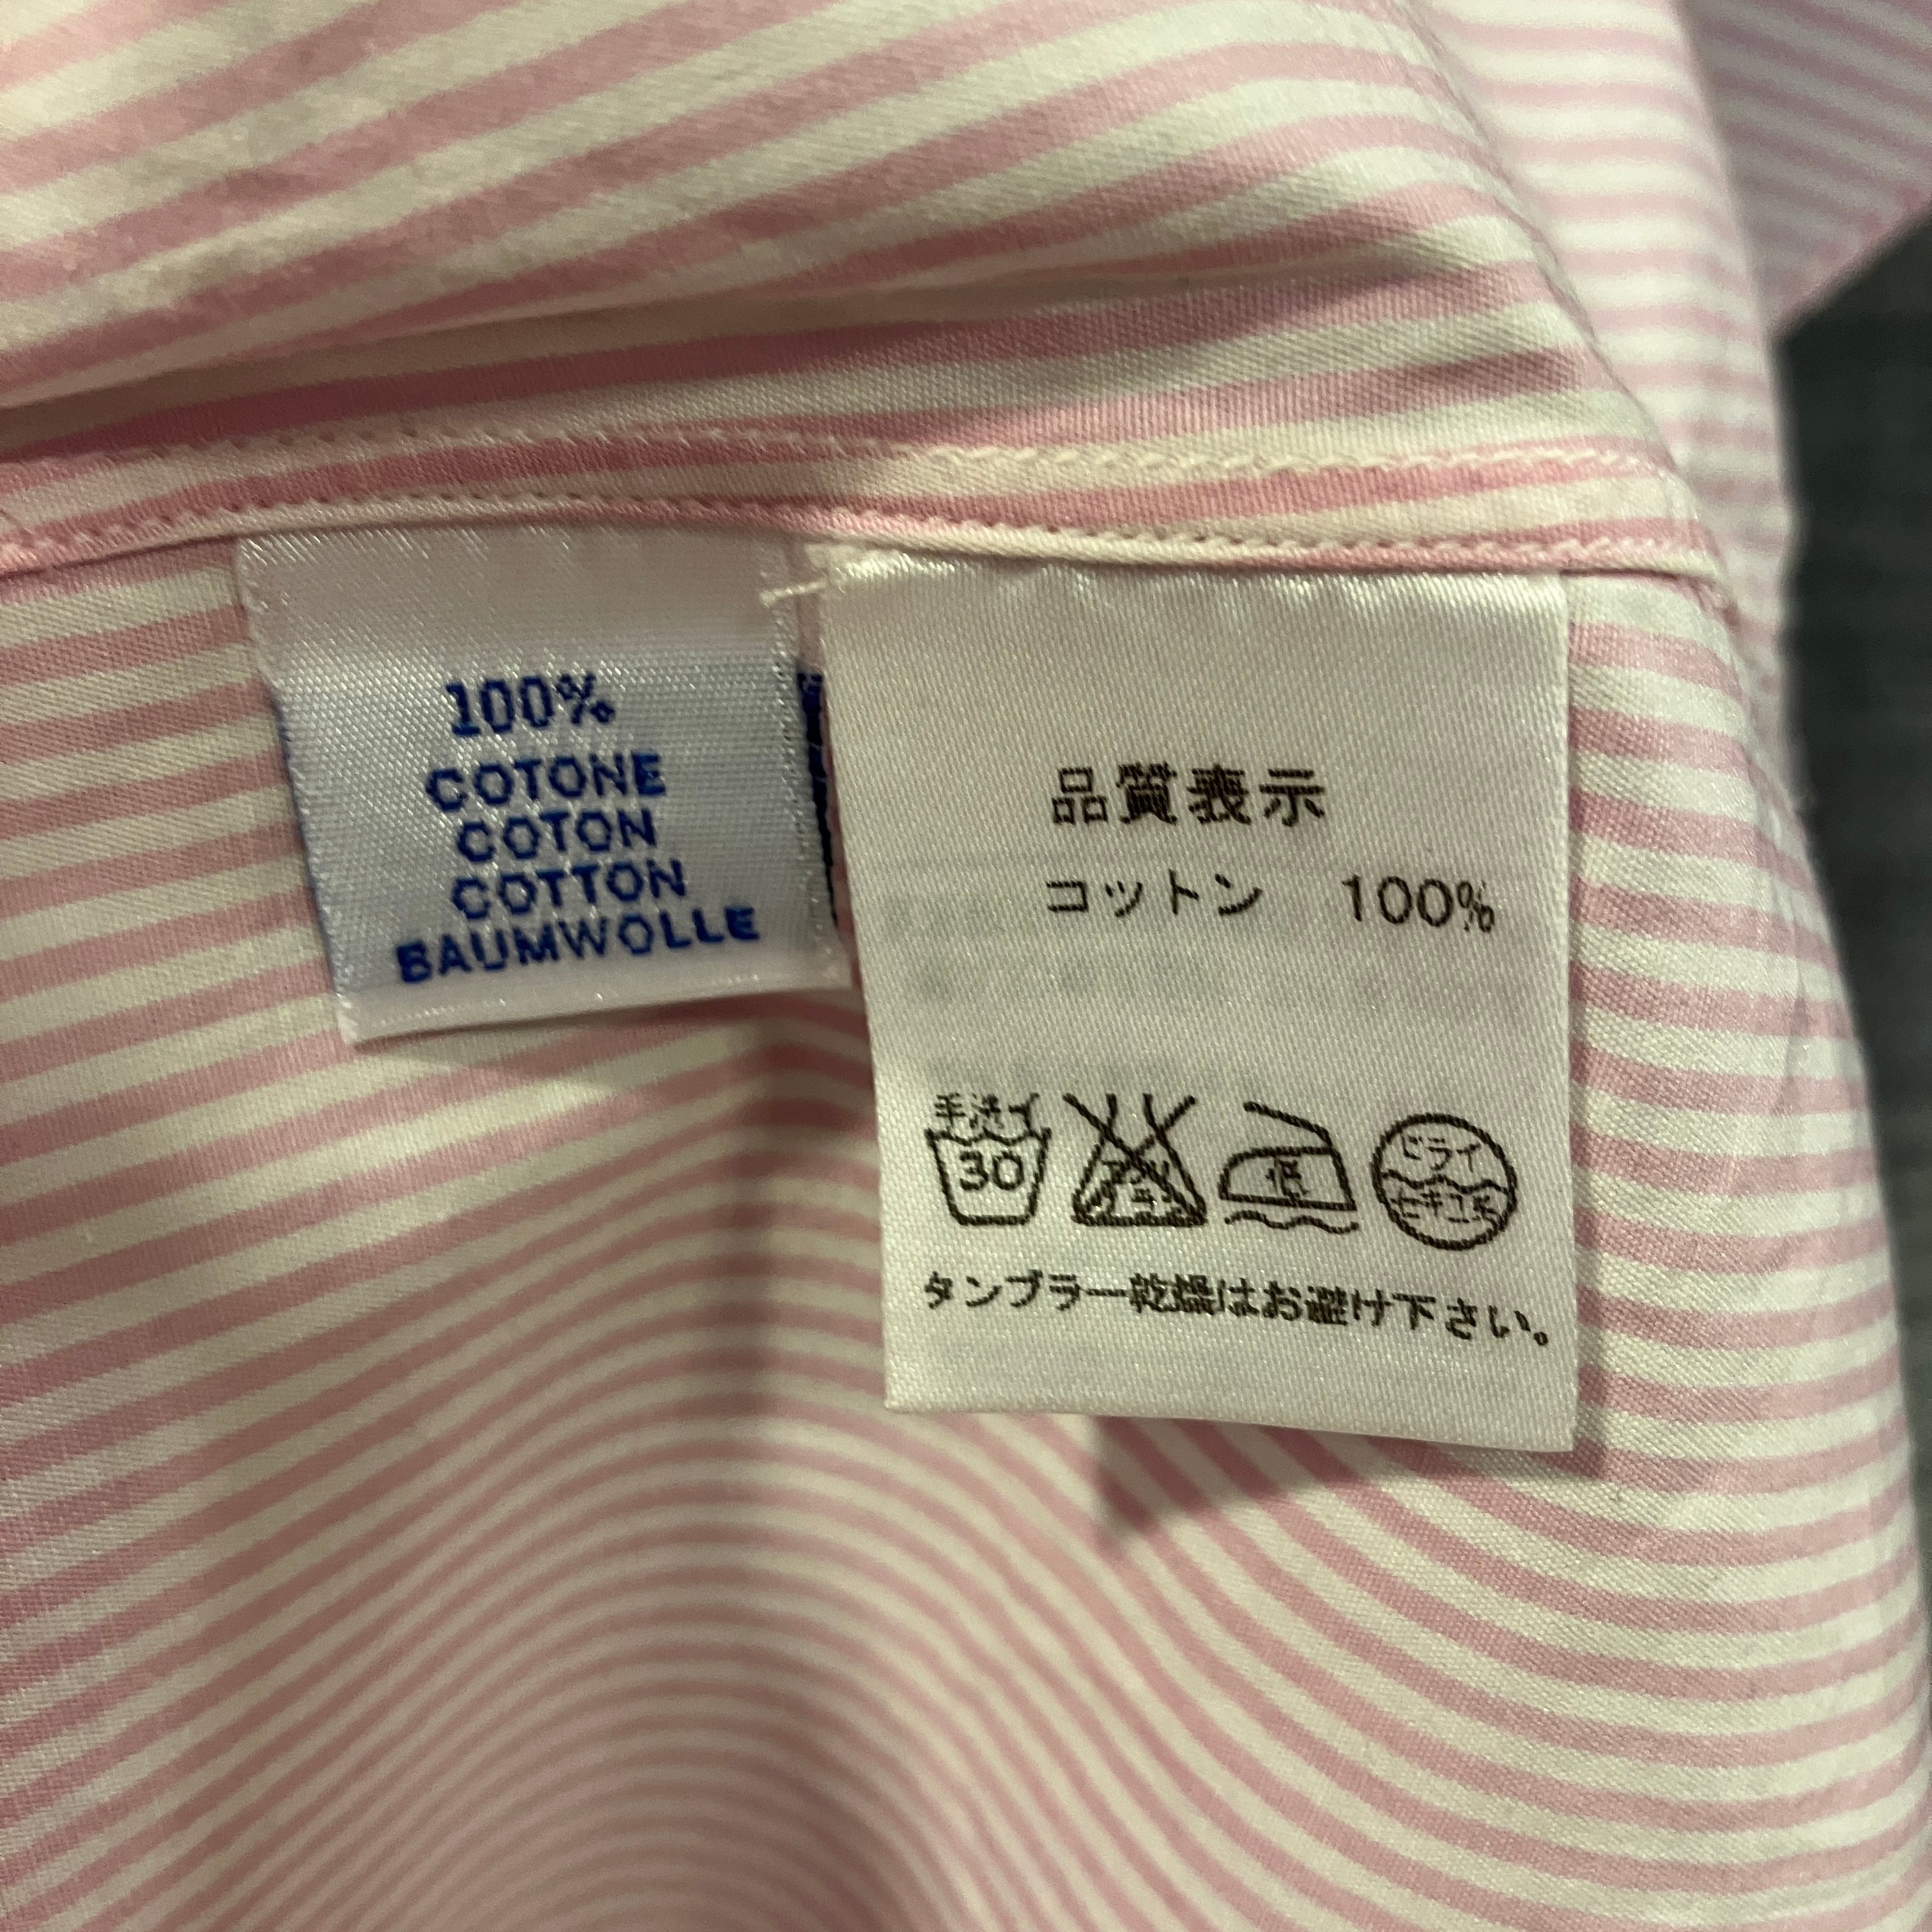 100%
COTONE
COTON
COTTON
BAUMWOLLE
品質表示
コットン 100%
手洗イ
30
低
ドライ
セキユ系
タンブラー乾燥はお避け下さい。